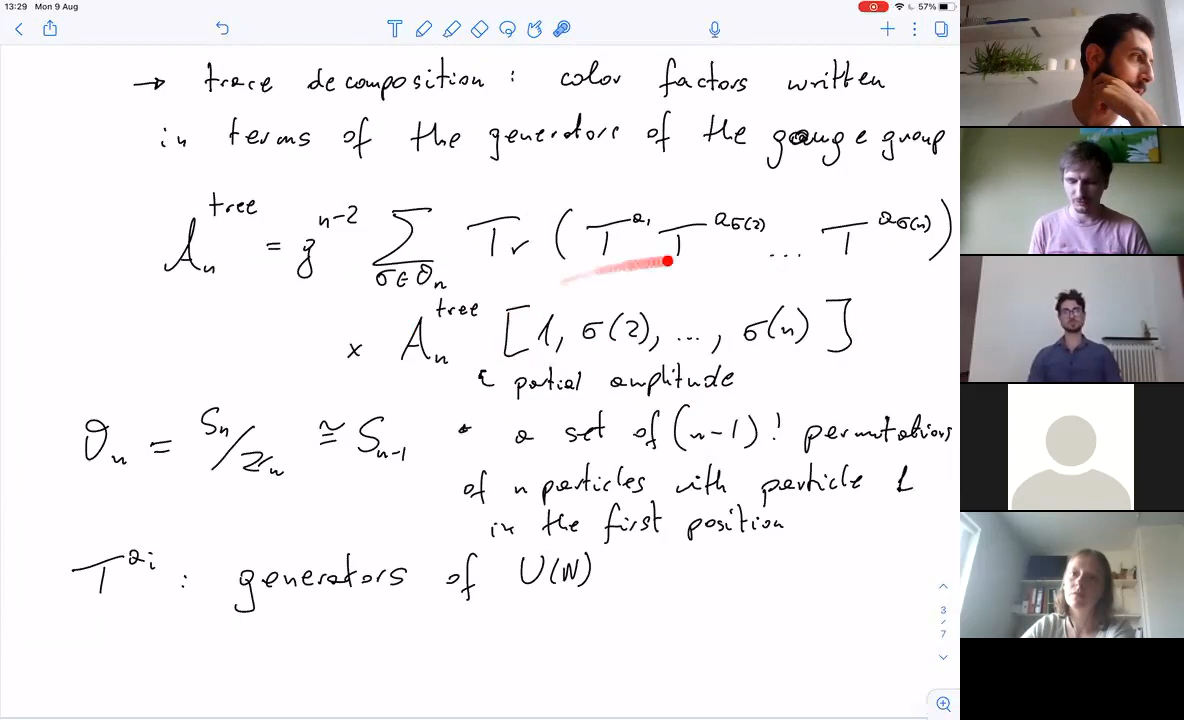 13:29 Mon 9 Aug
57%
T
→ trace decomposition : color factors written
in terms of the generators of the gauge group
A_n^tree = g^{n-2} ∑_{σ∈O_n} Tr ( T^{a_1} T^{a_σ(2)} ... T^{a_σ(n)} )
× A_n^tree [ 1, σ(2), ..., σ(n) ]
↖ partial amplitude
O_n = S_n/Z_n ≅ S_{n-1} • a set of (n-1)! permutations
of n particles with particle 1
in the first position
T^{a_i} : generators of U(N)
3
/
7